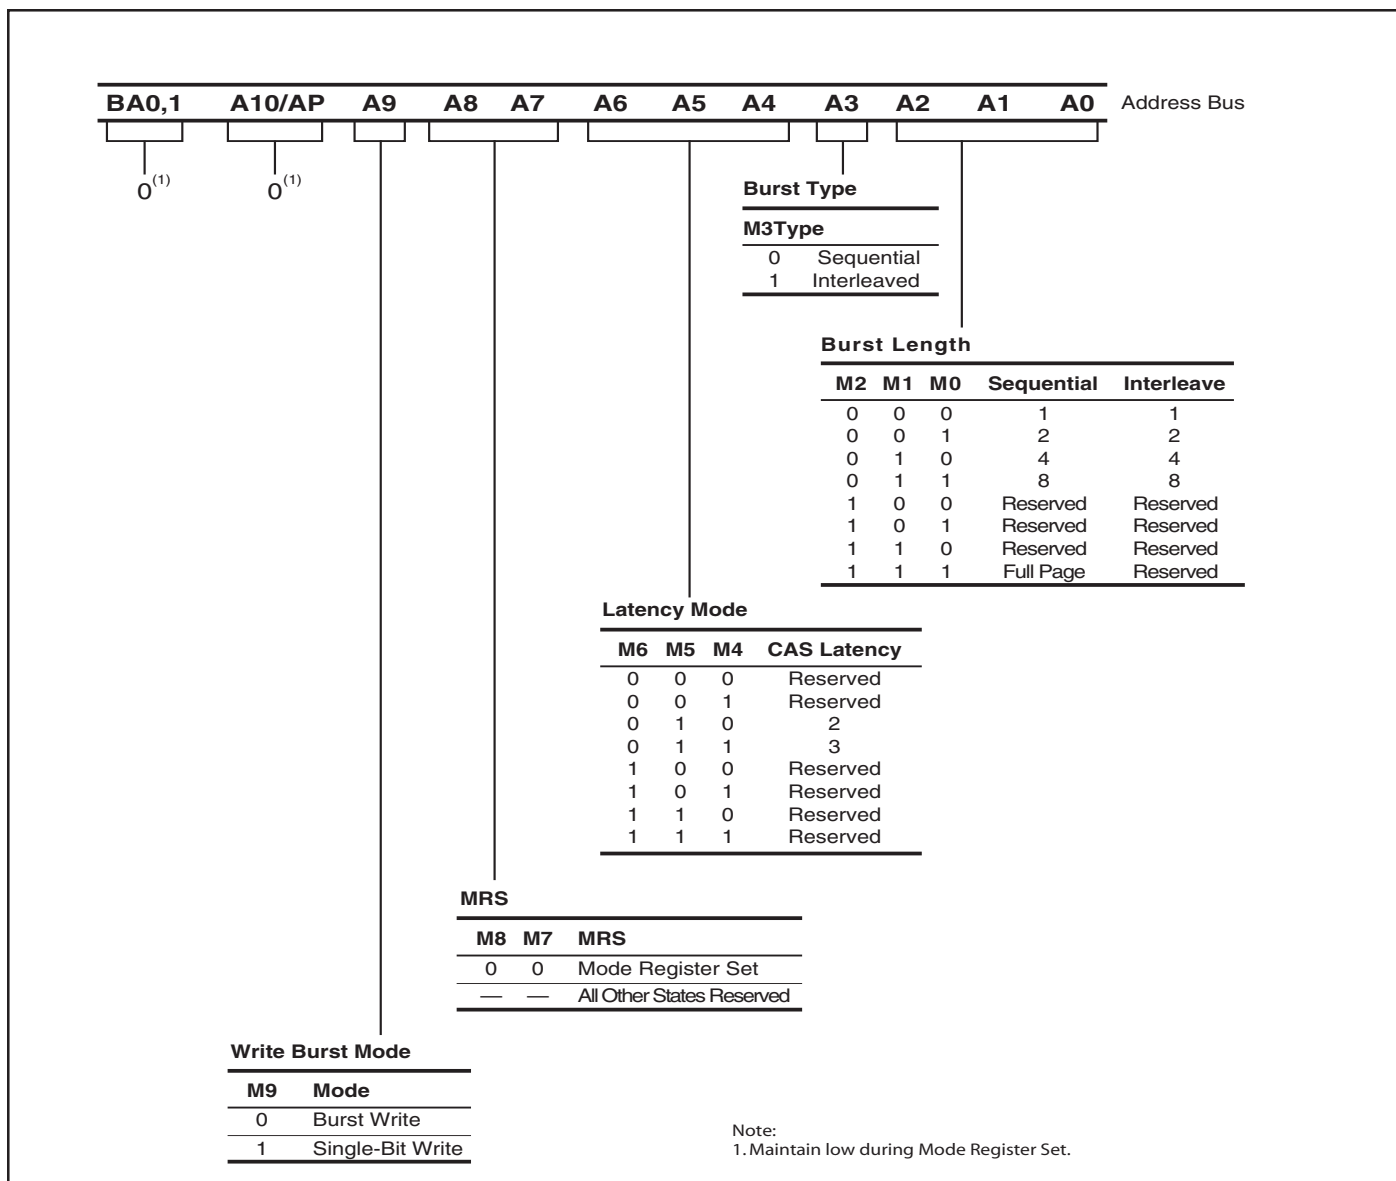 BA0,1 A10/AP A9 A8 A7 A6 A5 A4 A3 A2 A1 A0 Address Bus
0(1) 0(1)
Burst Type
M3Type
0 Sequential
1 Interleaved
Burst Length
M2 M1 M0 Sequential Interleave
0 0 0 1 1
0 0 1 2 2
0 1 0 4 4
0 1 1 8 8
1 0 0 Reserved Reserved
1 0 1 Reserved Reserved
1 1 0 Reserved Reserved
1 1 1 Full Page Reserved
Latency Mode
M6 M5 M4 CAS Latency
0 0 0 Reserved
0 0 1 Reserved
0 1 0 2
0 1 1 3
1 0 0 Reserved
1 0 1 Reserved
1 1 0 Reserved
1 1 1 Reserved
MRS
M8 M7 MRS
0 0 Mode Register Set
— — All Other States Reserved
Write Burst Mode
M9 Mode
0 Burst Write
1 Single-Bit Write
Note:
1. Maintain low during Mode Register Set.